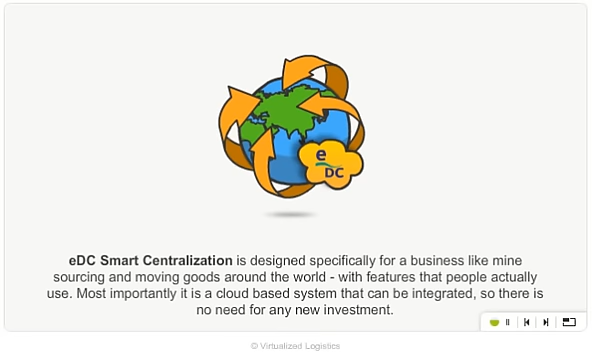 e
DC
eDC Smart Centralization is designed specifically for a business like mine
sourcing and moving goods around the world - with features that people actually
use. Most importantly it is a cloud based system that can be integrated, so there is
no need for any new investment.
© Virtualized Logistics